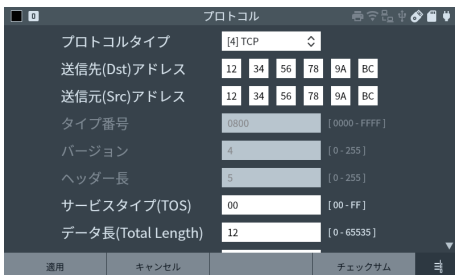 D プロトコル
プロトコルタイプ [4] TCP
送信先(Dst)アドレス 12 34 56 78 9A BC
送信元(Src)アドレス 12 34 56 78 9A BC
タイプ番号 0800 [ 0000 - FFFF ]
バージョン 4 [ 0 - 255 ]
ヘッダー長 5 [ 0 - 255 ]
サービスタイプ(TOS) 00 [ 00 - FF ]
データ長(Total Length) 12 [ 0 - 65535 ]
適用 キャンセル チェックサム